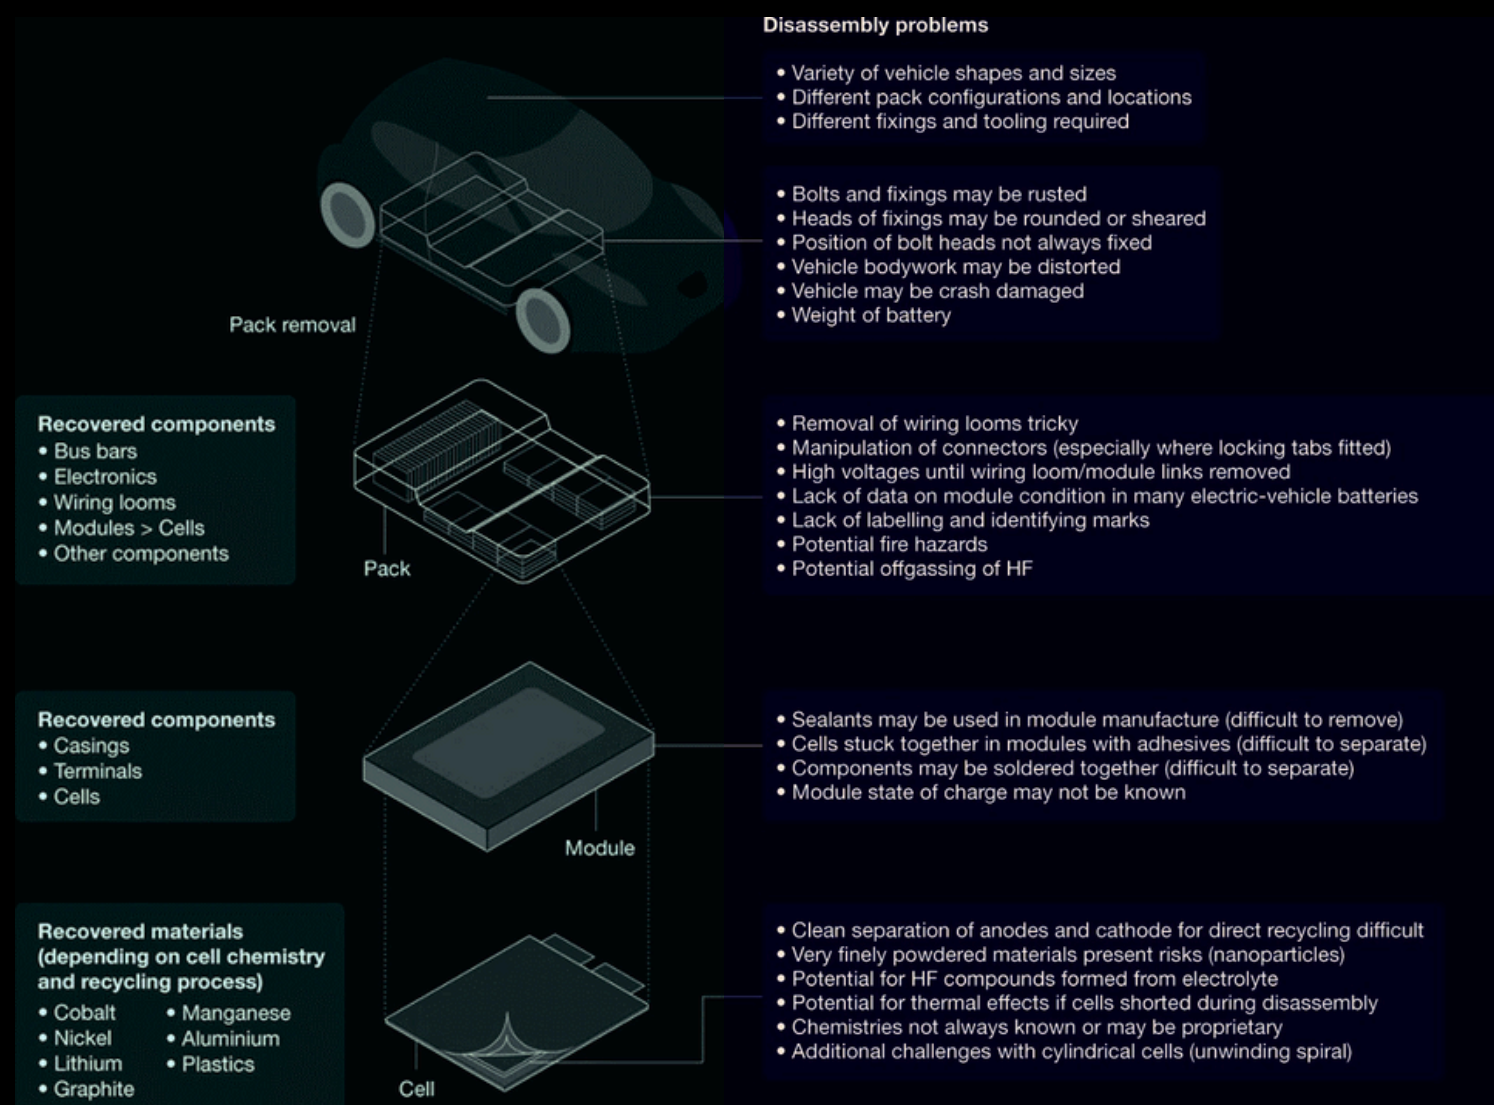 Disassembly problems
• Variety of vehicle shapes and sizes
• Different pack configurations and locations
• Different fixings and tooling required
• Bolts and fixings may be rusted
• Heads of fixings may be rounded or sheared
• Position of bolt heads not always fixed
• Vehicle bodywork may be distorted
• Vehicle may be crash damaged
• Weight of battery
Pack removal
Recovered components
• Bus bars
• Electronics
• Wiring looms
• Modules > Cells
• Other components
Pack
• Removal of wiring looms tricky
• Manipulation of connectors (especially where locking tabs fitted)
• High voltages until wiring loom/module links removed
• Lack of data on module condition in many electric-vehicle batteries
• Lack of labelling and identifying marks
• Potential fire hazards
• Potential offgassing of HF
Recovered components
• Casings
• Terminals
• Cells
Module
• Sealants may be used in module manufacture (difficult to remove)
• Cells stuck together in modules with adhesives (difficult to separate)
• Components may be soldered together (difficult to separate)
• Module state of charge may not be known
Recovered materials
(depending on cell chemistry
and recycling process)
• Cobalt
• Nickel
• Lithium
• Graphite
• Manganese
• Aluminium
• Plastics
Cell
• Clean separation of anodes and cathode for direct recycling difficult
• Very finely powdered materials present risks (nanoparticles)
• Potential for HF compounds formed from electrolyte
• Potential for thermal effects if cells shorted during disassembly
• Chemistries not always known or may be proprietary
• Additional challenges with cylindrical cells (unwinding spiral)